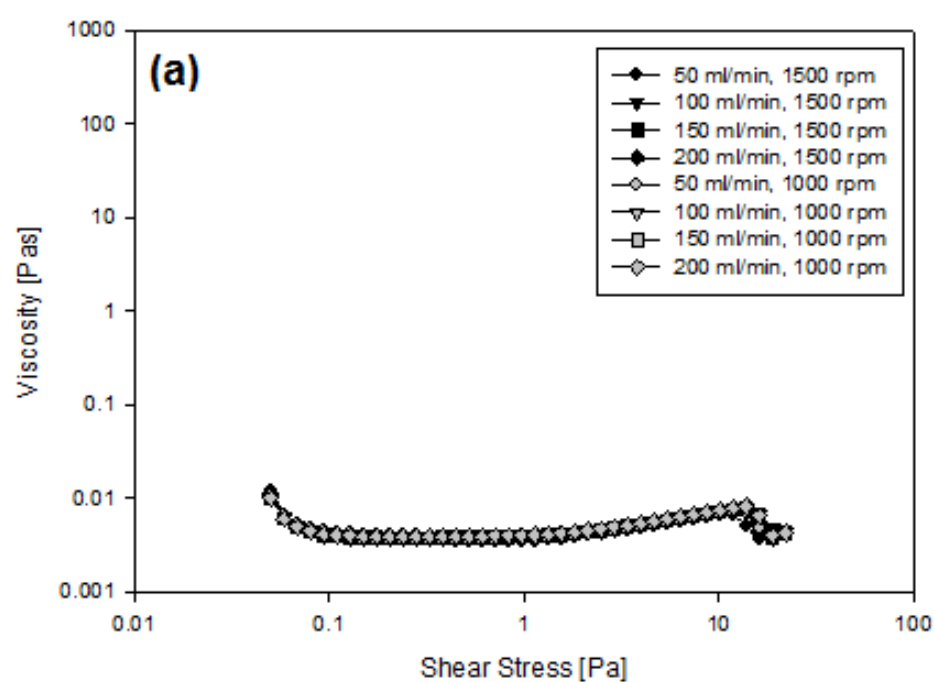 (a)
50 ml/min, 1500 rpm
100 ml/min, 1500 rpm
150 ml/min, 1500 rpm
200 ml/min, 1500 rpm
50 ml/min, 1000 rpm
100 ml/min, 1000 rpm
150 ml/min, 1000 rpm
200 ml/min, 1000 rpm
Viscosity [Pas]
1000
100
10
1
0.1
0.01
0.001
0.01 0.1 1 10 100
Shear Stress [Pa]